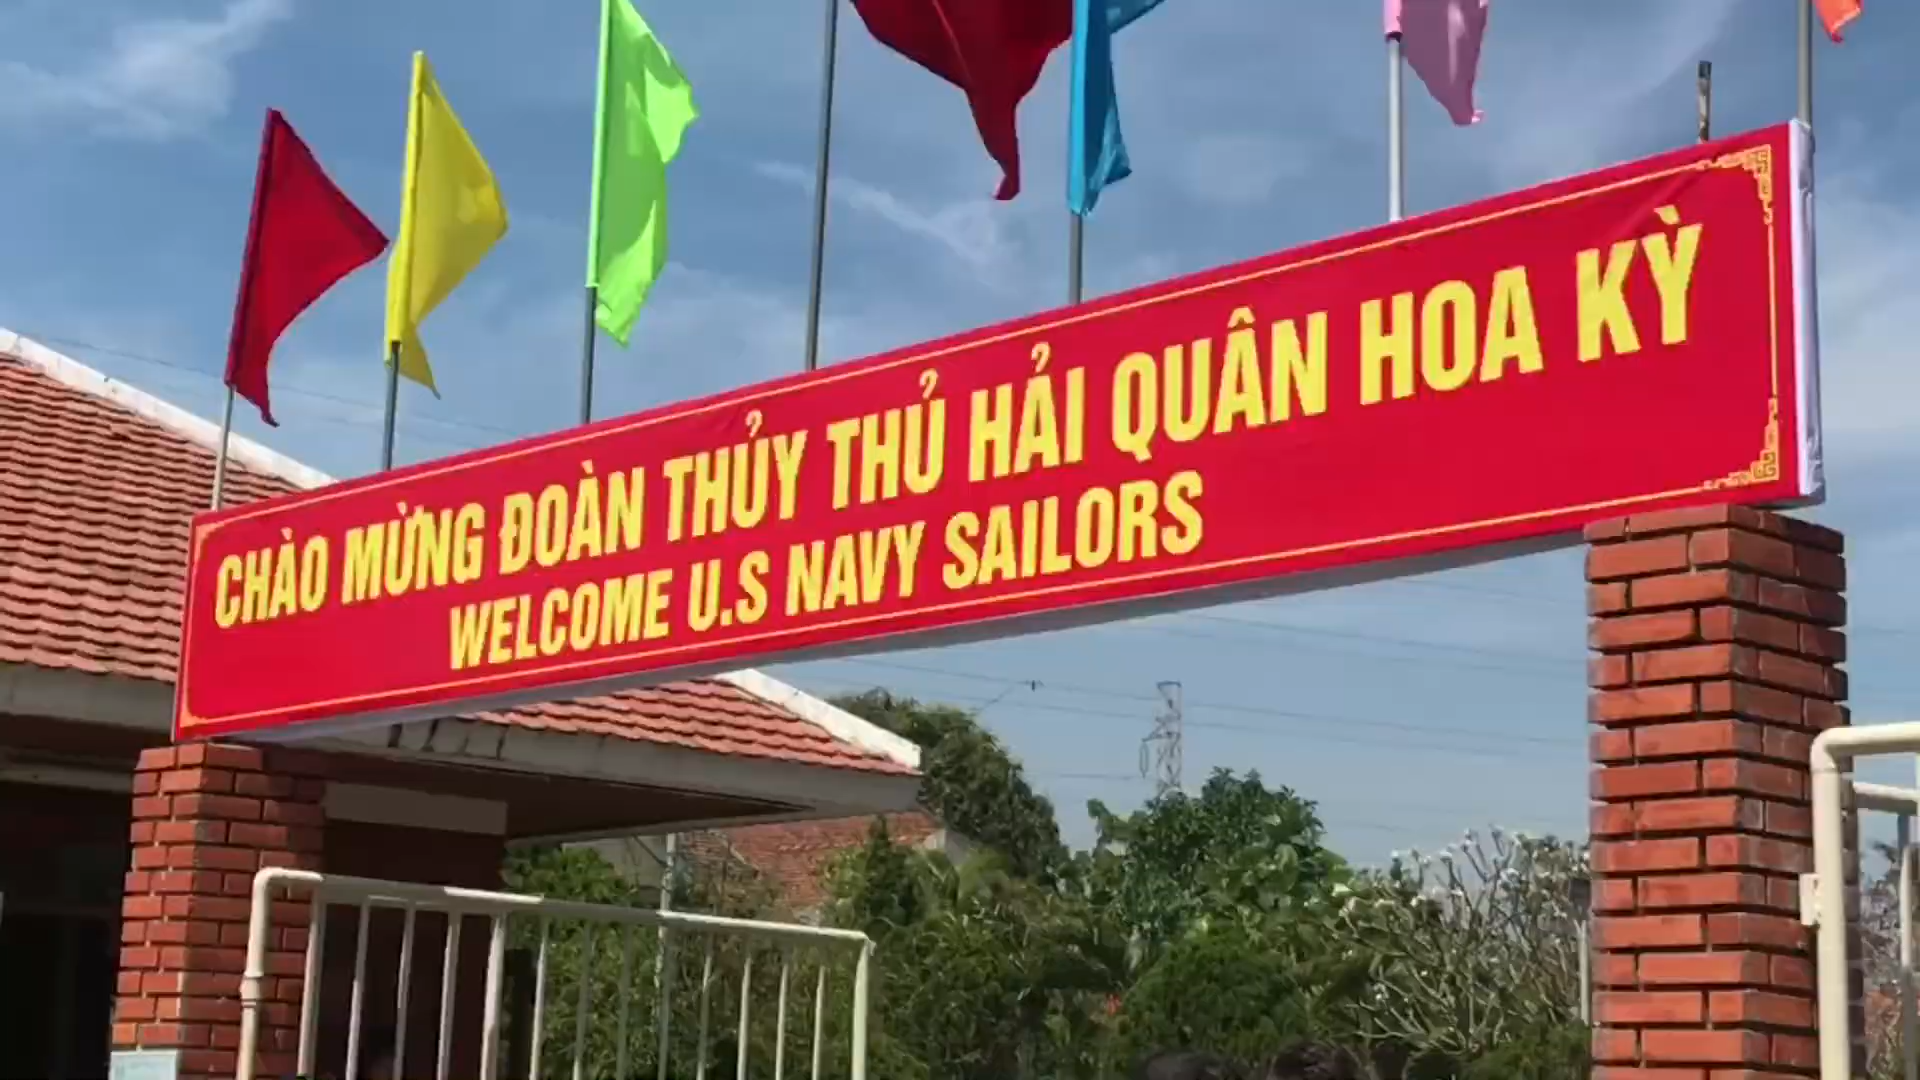 CHÀO MỪNG ĐOÀN THỦY THỦ HẢI QUÂN HOA KỲ
WELCOME U.S NAVY SAILORS